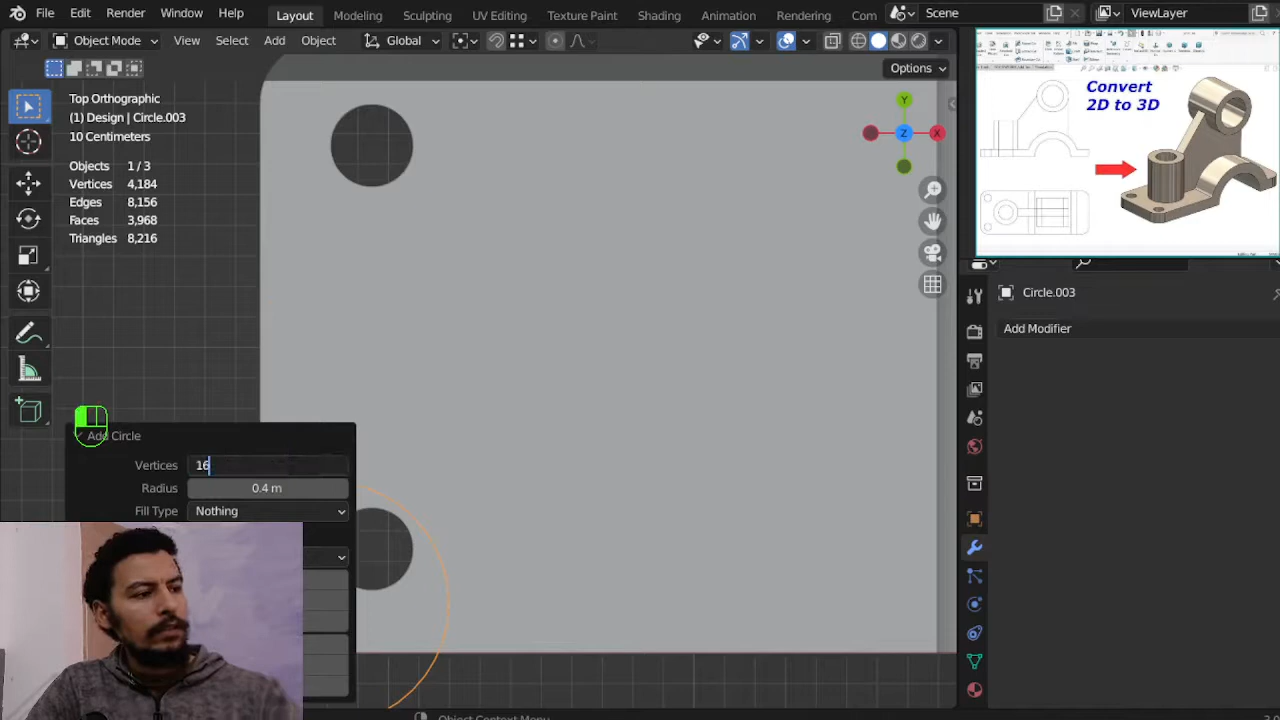 File Edit Render Window Help Layout Modeling Sculpting UV Editing Texture Paint Shading Animation Rendering Com Scene ViewLayer
Object Mode View Select Object
Options
Top Orthographic
(1) Design | Circle.003
10 Centimeters
Objects 1 / 3
Vertices 4,184
Edges 8,156
Faces 3,968
Triangles 8,216
Y
Z X
Convert
2D to 3D
Circle.003
Add Modifier
Add Circle
Vertices 16
Radius 0.4 m
Fill Type Nothing
Object Context Menu